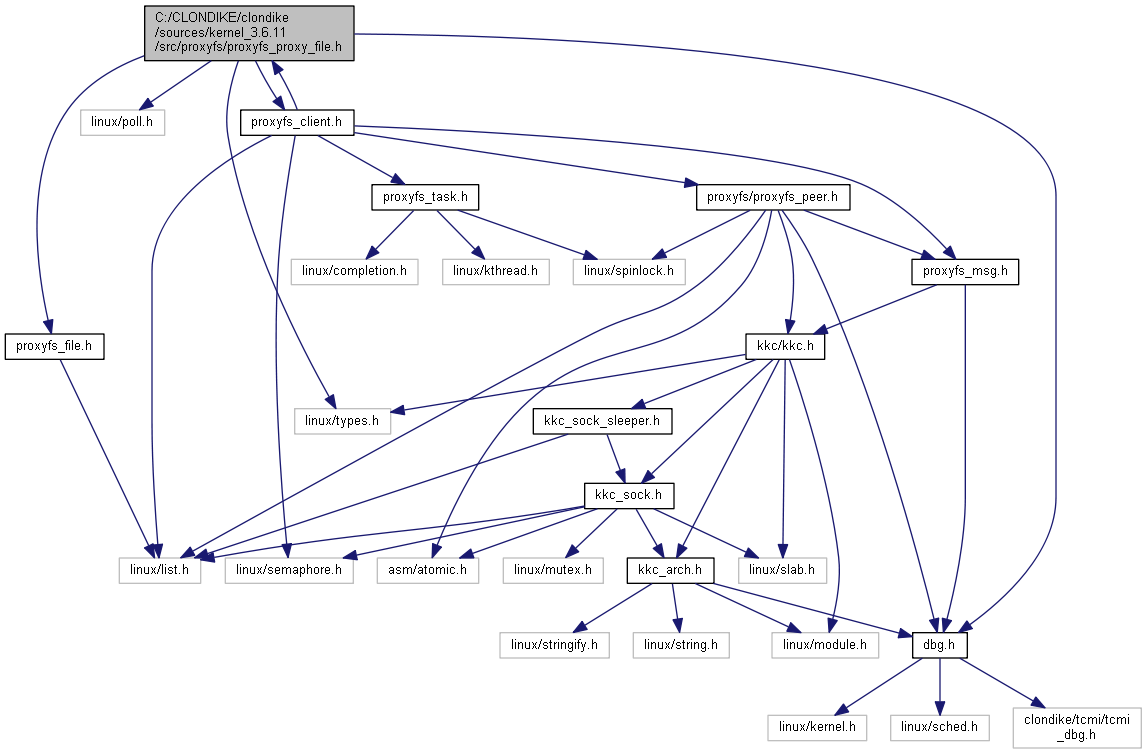 C:/CLONDIKE/clondike
/sources/kernel_3.6.11
/src/proxyfs/proxyfs_proxy_file.h
linux/poll.h
proxyfs_client.h
proxyfs_task.h
proxyfs/proxyfs_peer.h
linux/completion.h
linux/kthread.h
linux/spinlock.h
proxyfs_msg.h
proxyfs_file.h
kkc/kkc.h
linux/types.h
kkc_sock_sleeper.h
kkc_sock.h
linux/list.h
linux/semaphore.h
asm/atomic.h
linux/mutex.h
kkc_arch.h
linux/slab.h
linux/stringify.h
linux/string.h
linux/module.h
dbg.h
linux/kernel.h
linux/sched.h
clondike/tcmi/tcmi
_dbg.h